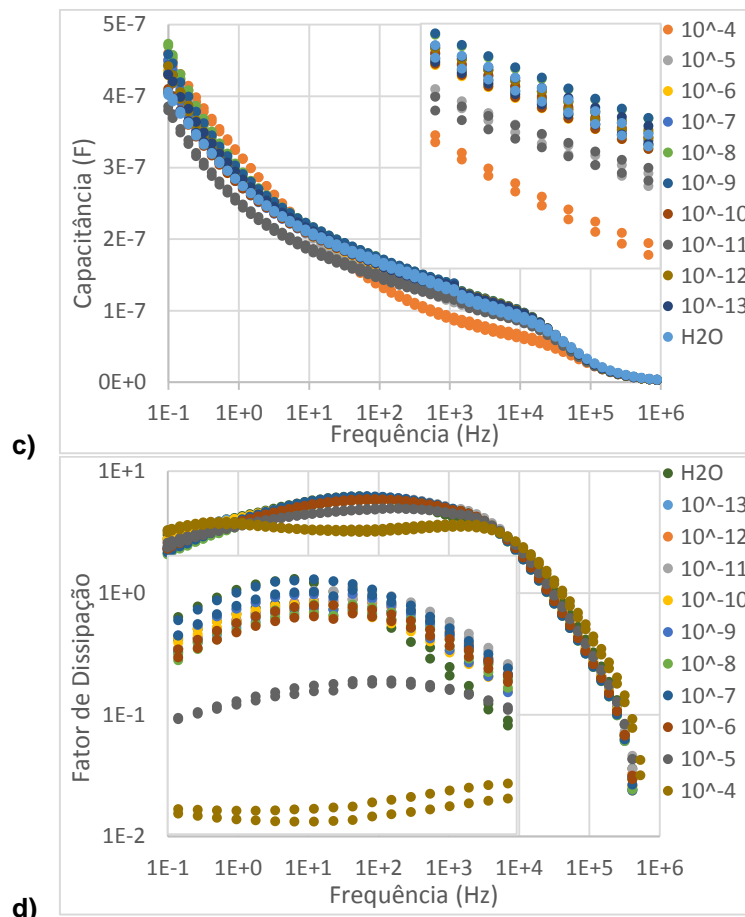 5E-7
4E-7
3E-7
2E-7
1E-7
0E+0
Capacitância (F)
1E-1 1E+0 1E+1 1E+2 1E+3 1E+4 1E+5 1E+6
Frequência (Hz)
10^-4
10^-5
10^-6
10^-7
10^-8
10^-9
10^-10
10^-11
10^-12
10^-13
H2O
c)
1E+1
1E+0
1E-1
1E-2
Fator de Dissipação
1E-1 1E+0 1E+1 1E+2 1E+3 1E+4 1E+5 1E+6
Frequência (Hz)
H2O
10^-13
10^-12
10^-11
10^-10
10^-9
10^-8
10^-7
10^-6
10^-5
10^-4
d)